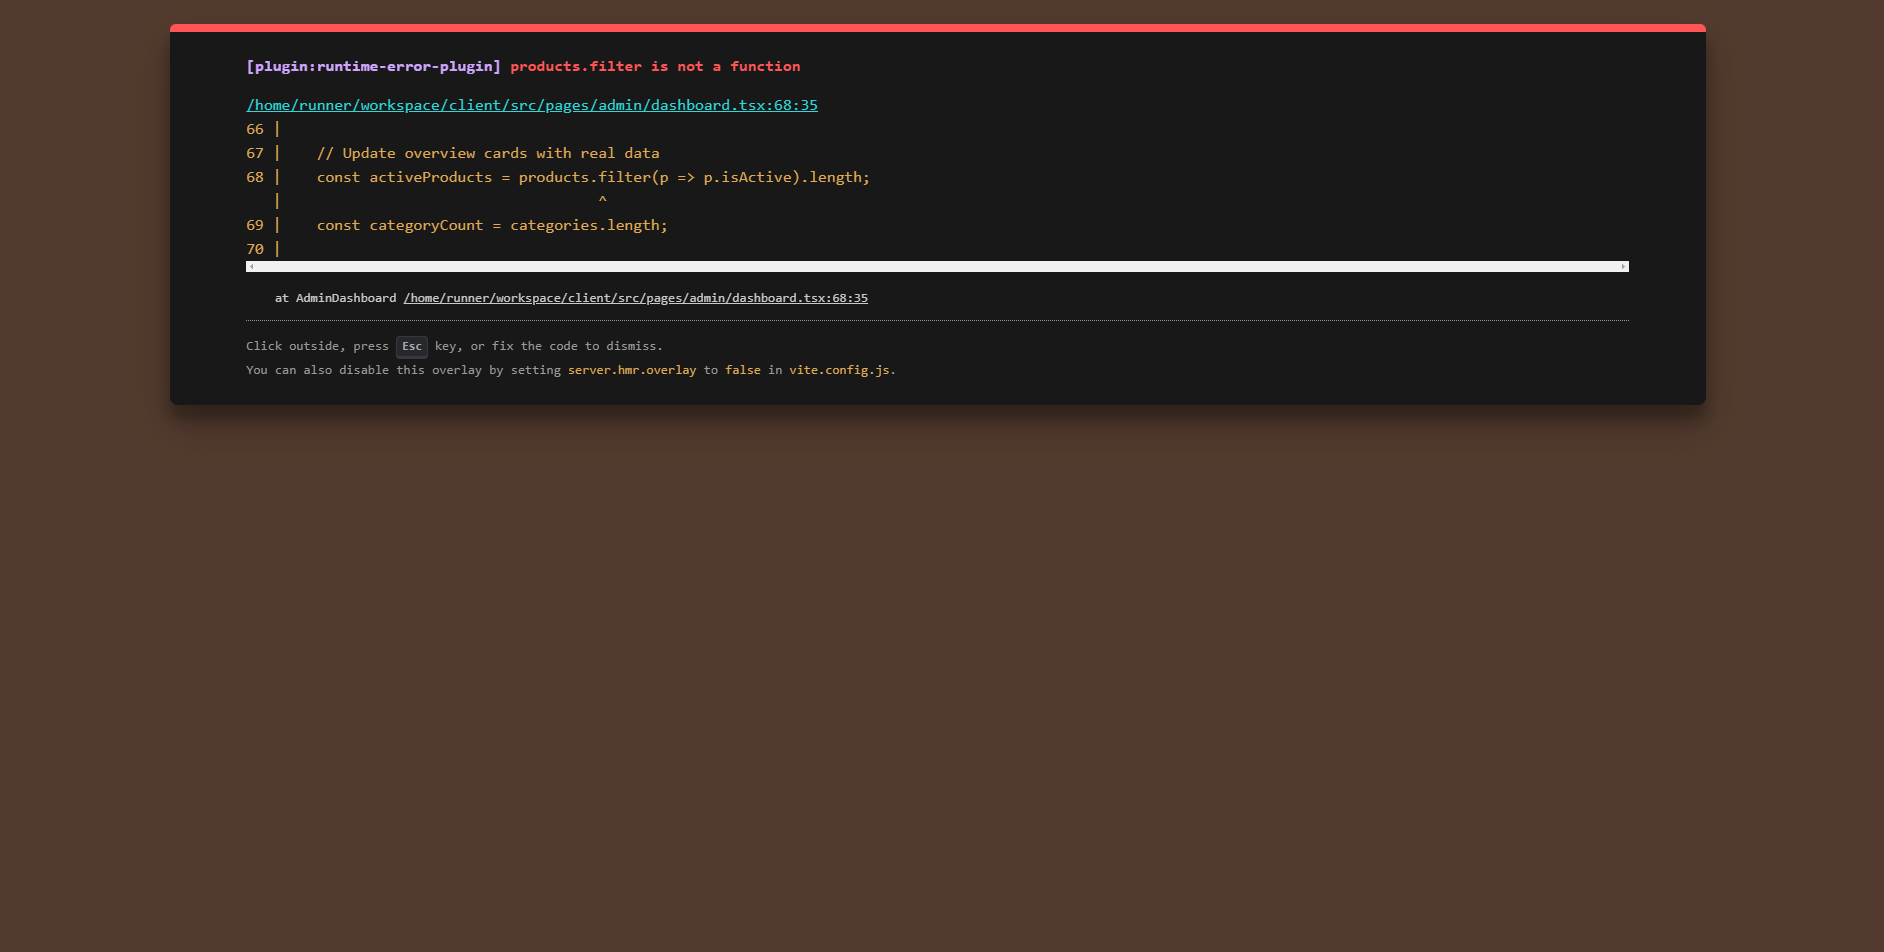 [plugin:runtime-error-plugin] products.filter is not a function
/home/runner/workspace/client/src/pages/admin/dashboard.tsx:68:35
66 |
67 |    // Update overview cards with real data
68 |    const activeProducts = products.filter(p => p.isActive).length;
   |                                    ^
69 |    const categoryCount = categories.length;
70 |
at AdminDashboard /home/runner/workspace/client/src/pages/admin/dashboard.tsx:68:35
Click outside, press Esc key, or fix the code to dismiss.
You can also disable this overlay by setting server.hmr.overlay to false in vite.config.js.